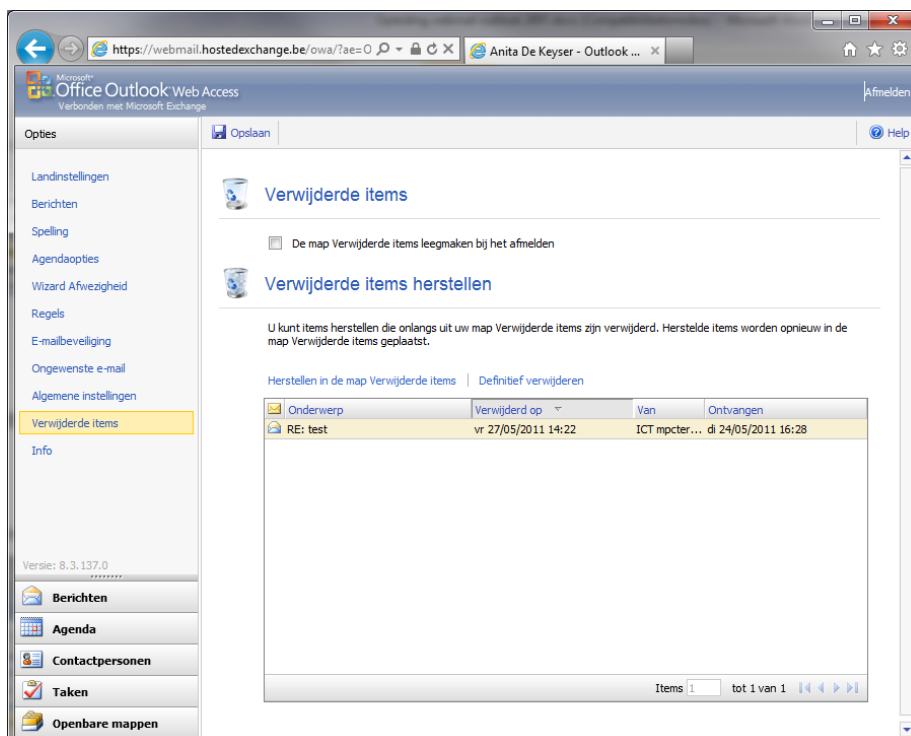 https://webmail.hostedexchange.be/owa/?ae=O
Anita De Keyser - Outlook ...
Microsoft
Office Outlook Web Access
Verbonden met Microsoft Exchange
Afmelden
Opties
Opslaan
Help
Landinstellingen
Berichten
Spelling
Agendaopties
Wizard Afwezigheid
Regels
E-mailbeveiliging
Ongewenste e-mail
Algemene instellingen
Verwijderde items
Info
Versie: 8.3.137.0
Berichten
Agenda
Contactpersonen
Taken
Openbare mappen
Verwijderde items
De map Verwijderde items leegmaken bij het afmelden
Verwijderde items herstellen
U kunt items herstellen die onlangs uit uw map Verwijderde items zijn verwijderd. Herstelde items worden opnieuw in de
map Verwijderde items geplaatst.
Herstellen in de map Verwijderde items | Definitief verwijderen
Onderwerp Verwijderd op Van Ontvangen
RE: test vr 27/05/2011 14:22 ICT mpcter... di 24/05/2011 16:28
Items 1 tot 1 van 1